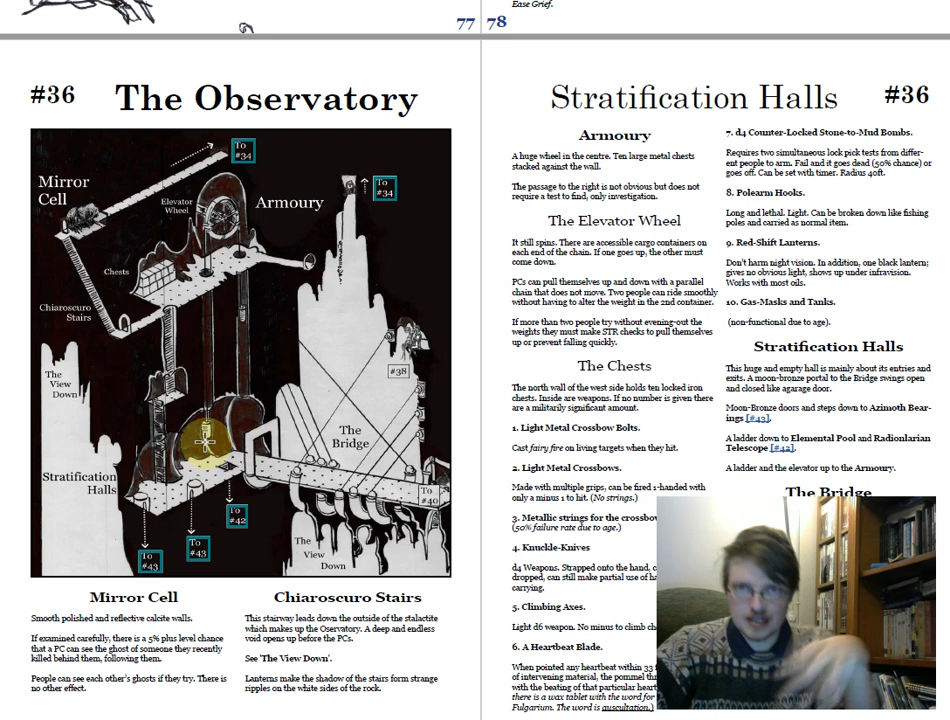 Ease Grief.
77
78
#36
The Observatory
To
#34
Mirror
Cell
Elevator
Wheel
Armoury
To
#34
Chests
Chiaroscuro
Stairs
The
View
Down
#38
The
Bridge
Stratification
Halls
To
#40
To
#42
To
#43
To
#43
The
View
Down
Mirror Cell
Smooth polished and reflective calcite walls.
If examined carefully, there is a 5% plus level chance
that a PC can see the ghost of someone they recently
killed behind them, following them.
People can see each other's ghosts if they try. There is
no other effect.
Chiaroscuro Stairs
This stairway leads down the outside of the stalactite
which makes up the Oservatory. A deep and endless
void opens up before the PCs.
See 'The View Down'.
Lanterns make the shadow of the stairs form strange
ripples on the white sides of the rock.
Stratification Halls
#36
Armoury
A huge wheel in the centre. Ten large metal chests
stacked against the wall.
The passage to the right is not obvious but does not
require a test to find, only investigation.
The Elevator Wheel
It still spins. There are accessible cargo containers on
each end of the chain. If one goes up, the other must
come down.
PCs can pull themselves up and down with a parallel
chain that does not move. Two people can ride smoothly
without having to alter the weight in the 2nd container.
If more than two people try without evening-out the
weights they must make STR checks to pull themselves
up or prevent falling quickly.
The Chests
The north wall of the west side holds ten locked iron
chests. Inside are weapons. If no number is given there
are a militarily significant amount.
1. Light Metal Crossbow Bolts.
Cast fairy fire on living targets when they hit.
2. Light Metal Crossbows.
Made with multiple grips, can be fired 1-handed with
only a minus 1 to hit. (No strings.)
3. Metallic strings for the crossbo
(50% failure rate due to age.)
4. Knuckle-Knives
d4 Weapons. Strapped onto the hand, c
dropped, can still make partial use of ha
carrying.
5. Climbing Axes.
Light d6 weapon. No minus to climb ch
6. A Heartbeat Blade.
When pointed any heartbeat within 33 f
of intervening material, the pommel thr
with the beating of that particular heart
there is a wax tablet with the word for
Fulgarium. The word is auscultation.)
7. d4 Counter-Locked Stone-to-Mud Bombs.
Requires two simultaneous lock pick tests from differ-
ent people to arm. Fail and it goes dead (50% chance) or
goes off. Can be set with timer. Radius 40ft.
8. Polearm Hooks.
Long and lethal. Light. Can be broken down like fishing
poles and carried as normal item.
9. Red-Shift Lanterns.
Don't harm night vision. In addition, one black lantern;
gives no obvious light, shows up under infravision.
Works with most oils.
10. Gas-Masks and Tanks.
(non-functional due to age).
Stratification Halls
This huge and empty hall is mainly about its entries and
exits. A moon-bronze portal to the Bridge swings open
and closed like agarage door.
Moon-Bronze doors and steps down to Azimoth Bear-
ings [#43].
A ladder down to Elemental Pool and Radionlarian
Telescope [#42].
A ladder and the elevator up to the Armoury.
The Bridge